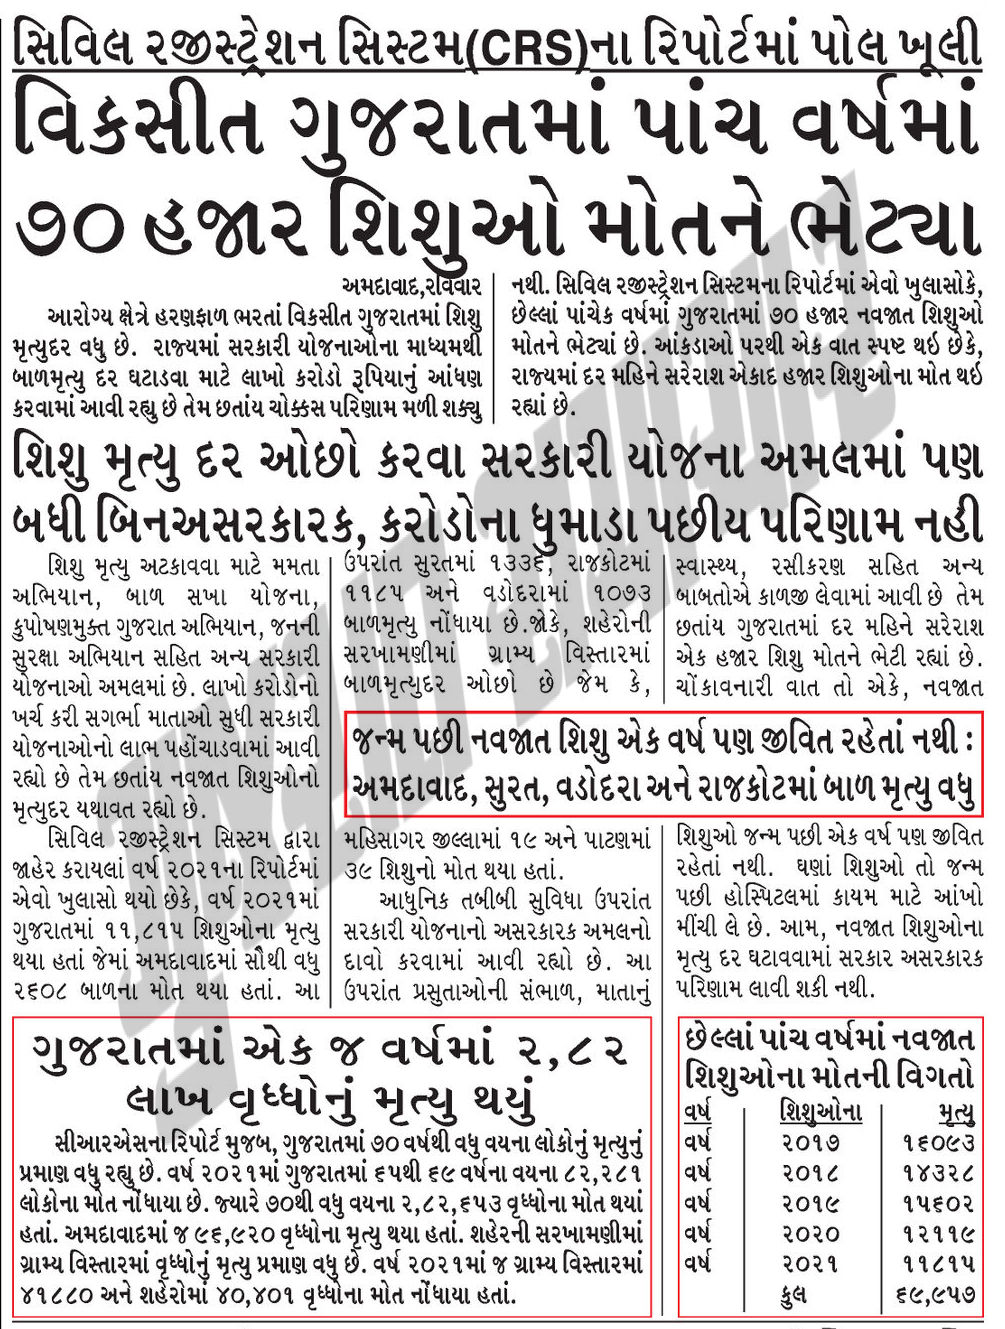 સિવિલ રજીસ્ટ્રેશન સિસ્ટમ(CRS)ના રિપોર્ટમાં પોલ ખૂલી
વિકસીત ગુજરાતમાં પાંચ વર્ષમાં
૭૦ હજાર શિશુઓ મોતને ભેટ્યા
અમદાવાદ,રવિવાર
આરોગ્ય ક્ષેત્રે હરણફાળ ભરતાં વિકસીત ગુજરાતમાં શિશુ
મૃત્યુદર વધુ છે. રાજ્યમાં સરકારી યોજનાઓના માધ્યમથી
બાળમૃત્યુ દર ઘટાડવા માટે લાખો કરોડો રૂપિયાનું આંધણ
કરવામાં આવી રહ્યુ છે તેમ છતાંય ચોક્કસ પરિણામ મળી શક્યુ
નથી. સિવિલ રજીસ્ટ્રેશન સિસ્ટમના રિપોર્ટમાં એવો ખુલાસોકે,
છેલ્લાં પાંચેક વર્ષમાં ગુજરાતમાં ૭૦ હજાર નવજાત શિશુઓ
મોતને ભેટ્યાં છે. આંકડાઓ પરથી એક વાત સ્પષ્ટ થઇ છેકે,
રાજ્યમાં દર મહિને સરેરાશ એકાદ હજાર શિશુઓના મોત થઇ
રહ્યાં છે.
શિશુ મૃત્યુ દર ઓછો કરવા સરકારી યોજના અમલમાં પણ
બધી બિનઅસરકારક, કરોડોના ધુમાડા પછીય પરિણામ નહી
શિશુ મૃત્યુ અટકાવવા માટે મમતા
અભિયાન, બાળ સખા યોજના,
કુપોષણમુક્ત ગુજરાત અભિયાન, જનની
સુરક્ષા અભિયાન સહિત અન્ય સરકારી
યોજનાઓ અમલમાં છે. લાખો કરોડોનો
ખર્ચ કરી સગર્ભા માતાઓ સુધી સરકારી
યોજનાઓનો લાભ પહોંચાડવામાં આવી
રહ્યો છે તેમ છતાંય નવજાત શિશુઓનો
મૃત્યુદર યથાવત રહ્યો છે.
સિવિલ રજીસ્ટ્રેશન સિસ્ટમ દ્વારા
જાહેર કરાયલાં વર્ષ ૨૦૨૧ના રિપોર્ટમાં
એવો ખુલાસો થયો છેકે, વર્ષ ૨૦૨૧માં
ગુજરાતમાં ૧૧,૮૧૫ શિશુઓના મૃત્યુ
થયા હતાં જેમાં અમદાવાદમાં સૌથી વધુ
૨૬૦૮ બાળના મોત થયા હતાં. આ
ઉપરાંત સુરતમાં ૧૩૩૬, રાજકોટમાં
૧૧૮૫ અને વડોદરામાં ૧૦૭૩
બાળમૃત્યુ નોંધાયા છે.જોકે, શહેરોની
સરખામણીમાં ગ્રામ્ય વિસ્તારમાં
બાળમૃત્યુદર ઓછો છે જેમ કે,
સ્વાસ્થ્ય, રસીકરણ સહિત અન્ય
બાબતોએ કાળજી લેવામાં આવી છે તેમ
છતાંય ગુજરાતમાં દર મહિને સરેરાશ
એક હજાર શિશુ મોતને ભેટી રહ્યાં છે.
ચોંકાવનારી વાત તો એકે, નવજાત
જન્મ પછી નવજાત શિશુ એક વર્ષ પણ જીવિત રહેતાં નથી :
અમદાવાદ, સુરત, વડોદરા અને રાજકોટમાં બાળ મૃત્યુ વધુ
મહિસાગર જીલ્લામાં ૧૯ અને પાટણમાં
૩૯ શિશુનો મોત થયા હતાં.
આધુનિક તબીબી સુવિધા ઉપરાંત
સરકારી યોજનાનો અસરકારક અમલનો
દાવો કરવામાં આવી રહ્યો છે. આ
ઉપરાંત પ્રસુતાઓની સંભાળ, માતાનું
શિશુઓ જન્મ પછી એક વર્ષ પણ જીવિત
રહેતાં નથી. ઘણાં શિશુઓ તો જન્મ
પછી હોસ્પિટલમાં કાયમ માટે આંખો
મીંચી લે છે. આમ, નવજાત શિશુઓના
મૃત્યુ દર ઘટાવવામાં સરકાર અસરકારક
પરિણામ લાવી શકી નથી.
ગુજરાતમાં એક જ વર્ષમાં ૨,૮૨
લાખ વૃધ્ધોનું મૃત્યુ થયું
સીઆરએસના રિપોર્ટ મુજબ, ગુજરાતમાં ૭૦ વર્ષથી વધુ વયના લોકોનું મૃત્યુનું
પ્રમાણ વધુ રહ્યુ છે. વર્ષ ૨૦૨૧માં ગુજરાતમાં ૬૫થી ૬૯ વર્ષના વયના ૮૨,૨૮૧
લોકોના મોત નોંધાયા છે. જ્યારે ૭૦થી વધુ વયના ૨,૮૨,૬૫૩ વૃધ્ધોના મોત થયાં
હતાં. અમદાવાદમાં જ ૯૬,૯૨૦ વૃધ્ધોના મૃત્યુ થયા હતાં. શહેરની સરખામણીમાં
ગ્રામ્ય વિસ્તારમાં વૃધ્ધોનું મૃત્યુ પ્રમાણ વધુ છે. વર્ષ ૨૦૨૧માં જ ગ્રામ્ય વિસ્તારમાં
૪૧૮૮૦ અને શહેરોમાં ૪૦,૪૦૧ વૃધ્ધોના મોત નોંધાયા હતાં.
છેલ્લાં પાંચ વર્ષમાં નવજાત
શિશુઓના મોતની વિગતો
વર્ષ શિશુઓના મૃત્યુ
વર્ષ ૨૦૧૭ ૧૬૦૯૩
વર્ષ ૨૦૧૮ ૧૪૩૨૮
વર્ષ ૨૦૧૯ ૧૫૬૦૨
વર્ષ ૨૦૨૦ ૧૨૧૧૯
વર્ષ ૨૦૨૧ ૧૧૮૧૫
કુલ ૬૯,૯૫૭
ગુજરાત સમાચાર